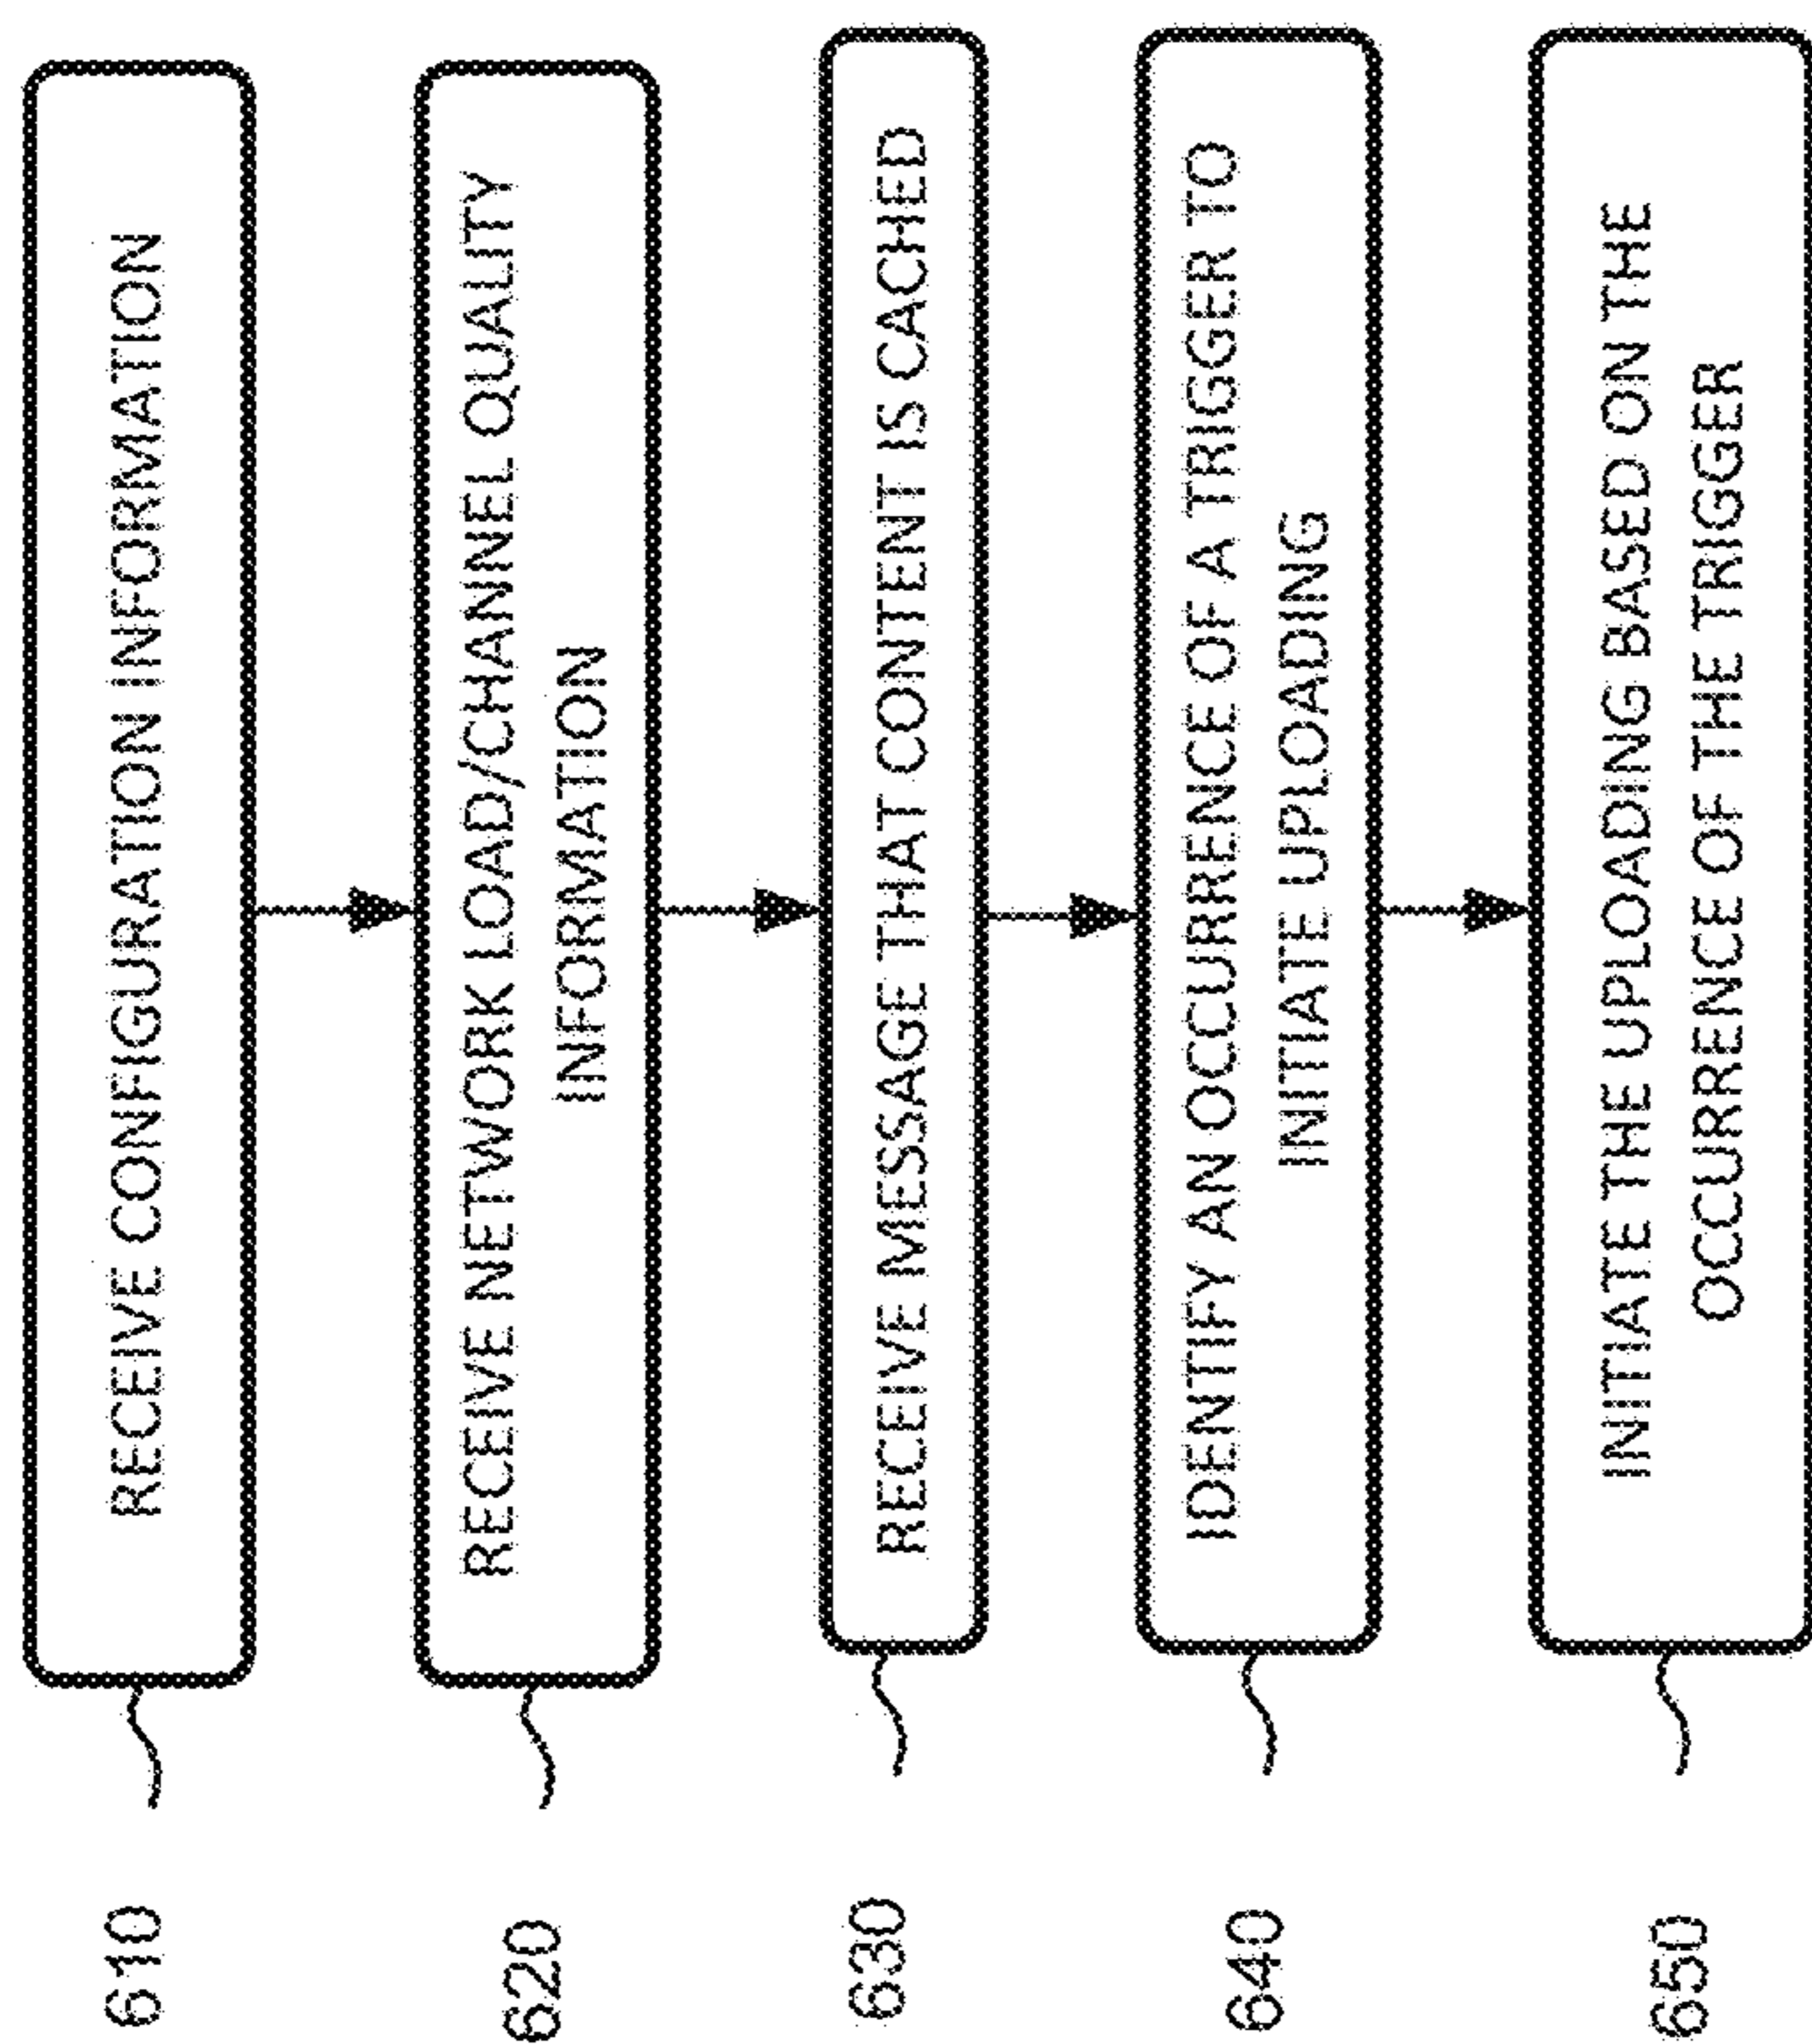 610
RECEIVE CONFIGURATION INFORMATION
620
RECEIVE NETWORK LOAD/CHANNEL QUALITY
INFORMATION
630
RECEIVE MESSAGE THAT CONTENT IS CACHED
640
IDENTIFY AN OCCURRENCE OF A TRIGGER TO
INITIATE UPLOADING
650
INITIATE THE UPLOADING BASED ON THE
OCCURRENCE OF THE TRIGGER